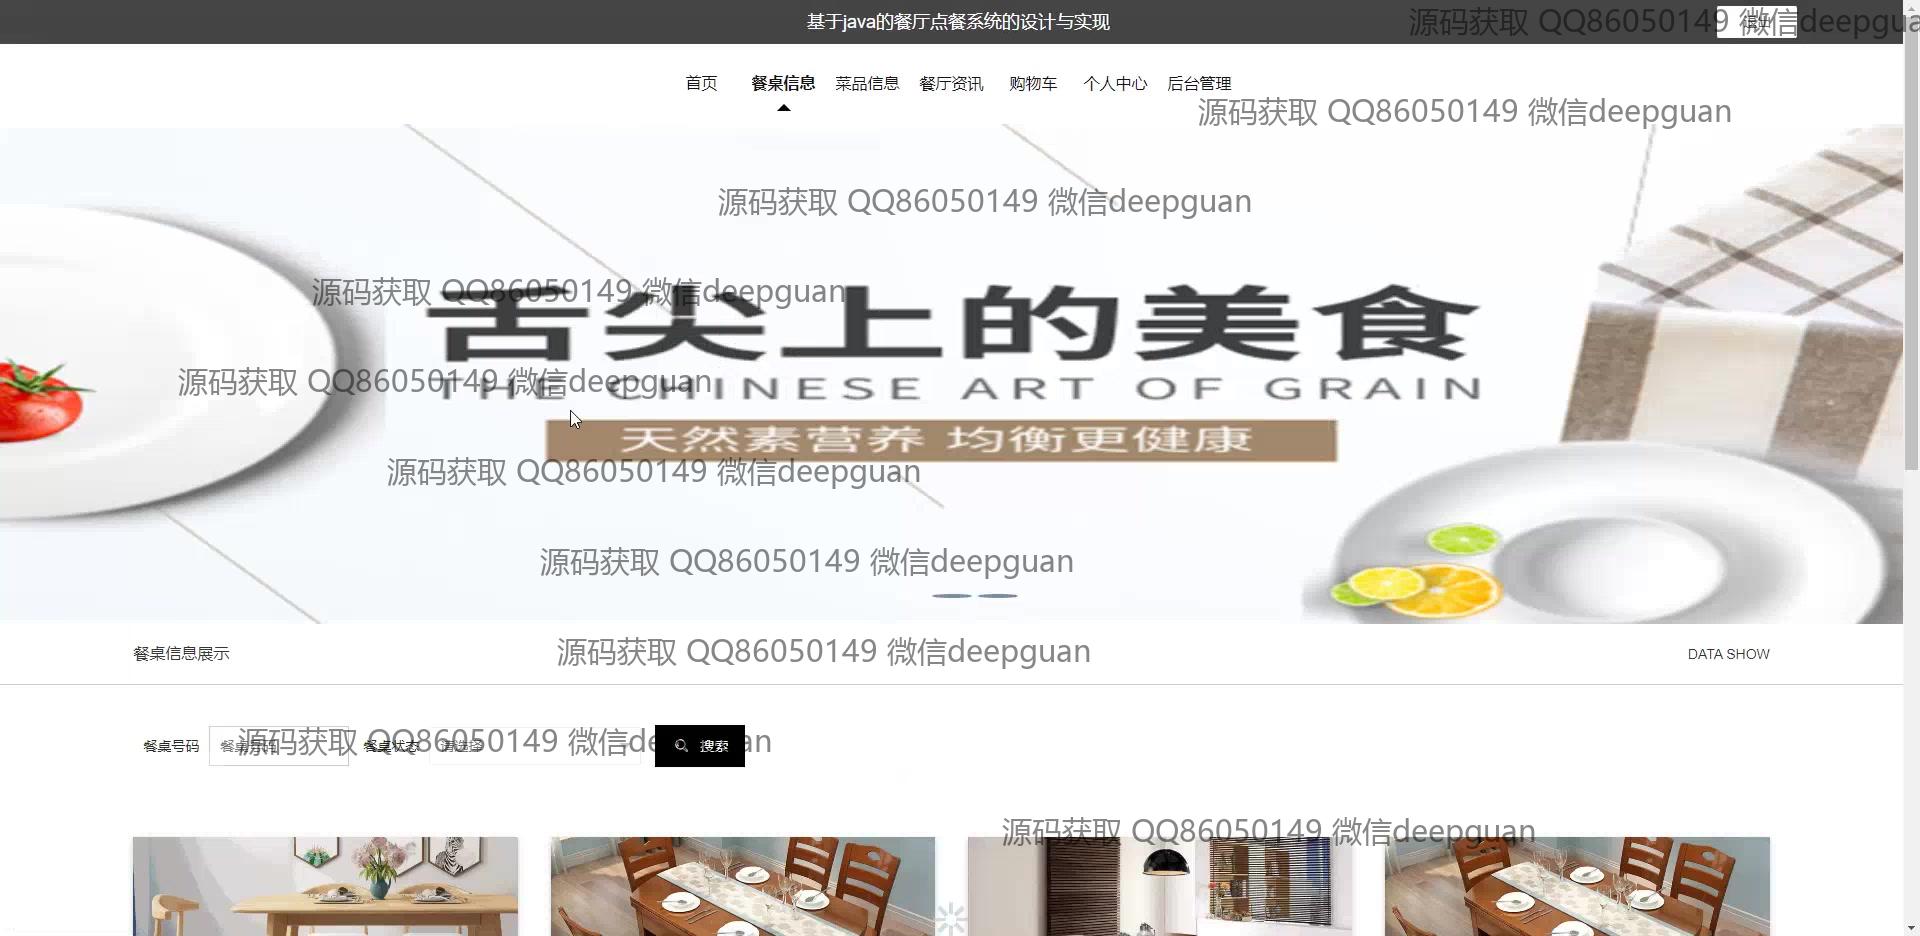 基于java的餐厅点餐系统的设计与实现
源码获取 QQ86050149 微信deepgua
首页 餐桌信息 菜品信息 餐厅资讯 购物车 个人中心 后台管理
源码获取 QQ86050149 微信deepguan
源码获取 QQ86050149 微信deepguan
源码获取 QQ86050149 微信deepguan
舌尖上的美食
源码获取 QQ86050149 微信deepguan
THE CHINESE ART OF GRAIN
天然素营养 均衡更健康
源码获取 QQ86050149 微信deepguan
源码获取 QQ86050149 微信deepguan
餐桌信息展示
源码获取 QQ86050149 微信deepguan
DATA SHOW
餐桌号码 餐桌号码 餐桌状态 请选择 搜索
源码获取 QQ86050149 微信de an
源码获取 QQ86050149 微信deepguan